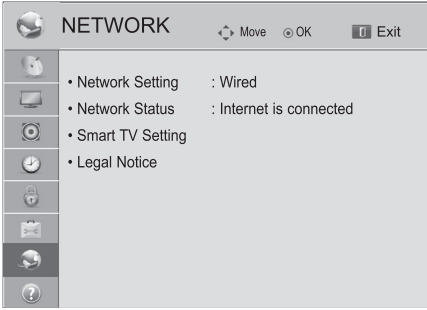 NETWORK
Move
OK
Exit
• Network Setting : Wired
• Network Status : Internet is connected
• Smart TV Setting
• Legal Notice
?